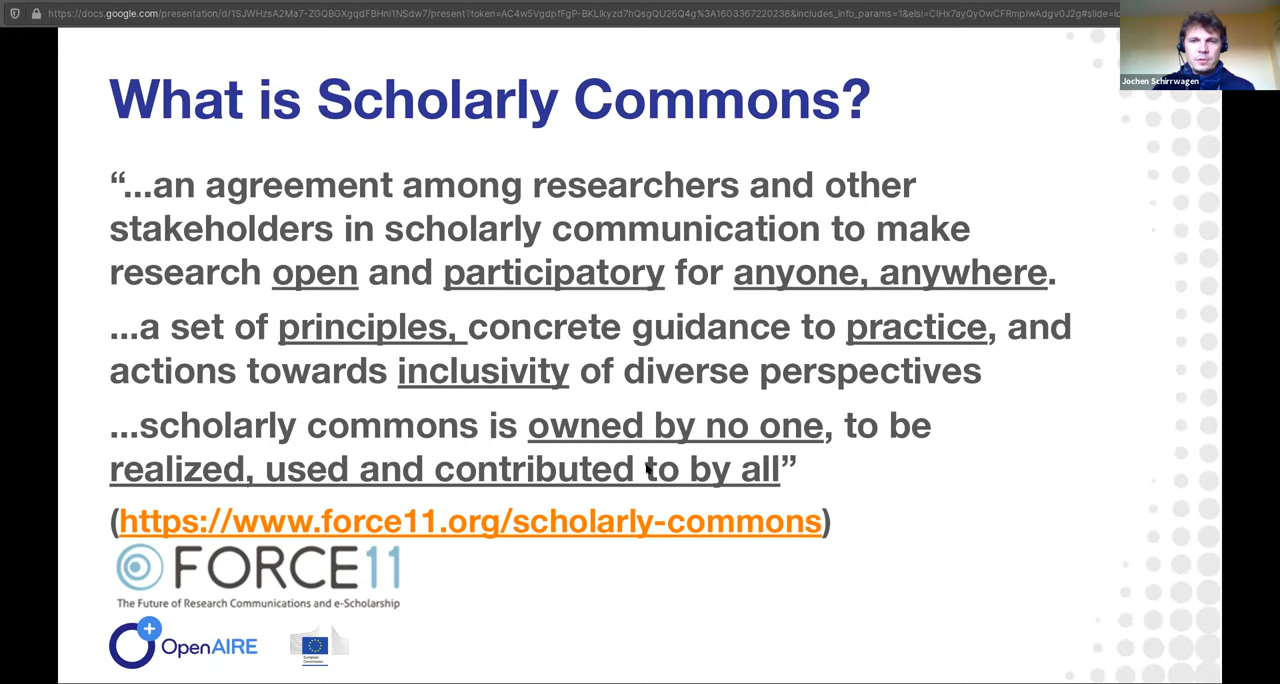 Jochen Schirrwagen
What is Scholarly Commons?
“...an agreement among researchers and other
stakeholders in scholarly communication to make
research open and participatory for anyone, anywhere.
...a set of principles, concrete guidance to practice, and
actions towards inclusivity of diverse perspectives
...scholarly commons is owned by no one, to be
realized, used and contributed to by all”
(https://www.force11.org/scholarly-commons)
FORCE11
The Future of Research Communications and e-Scholarship
OpenAIRE
European
Commission